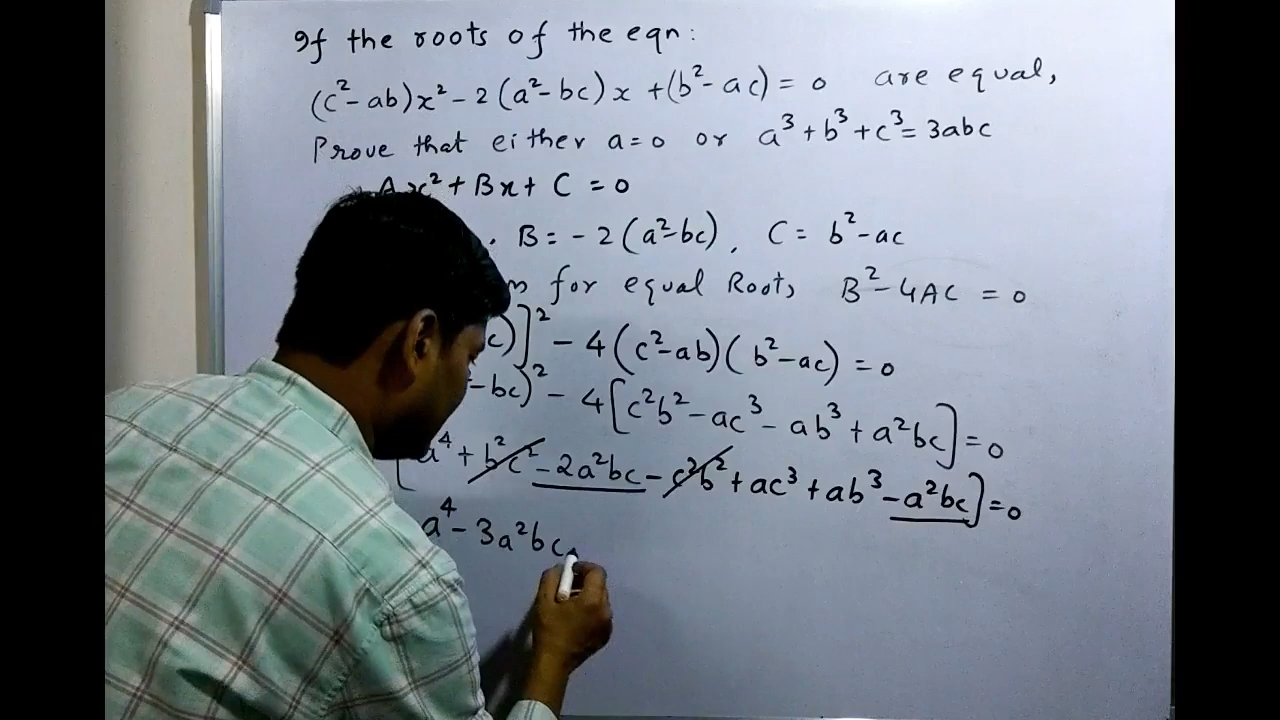 If the roots of the eqn:
(c²-ab)x² - 2(a²-bc)x + (b²-ac) = 0 are equal,
Prove that either a=0 or a³+b³+c³=3abc
Ax²+Bx+C=0
B=-2(a²-bc), C=b²-ac
for equal Roots, B²-4AC=0
c)]² - 4(c²-ab)(b²-ac)=0
-bc)² - 4[c²b²-ac³-ab³+a²bc]=0
[a⁴+b²c²-2a²bc-c²b²+ac³+ab³-a²bc]=0
a⁴-3a²bc